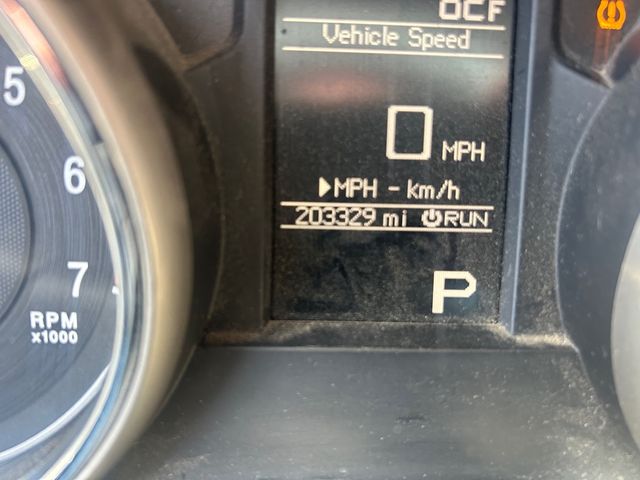 Vehicle Speed
0 MPH
▶MPH - km/h
203329 mi RUN
P
5
6
7
RPM
x1000